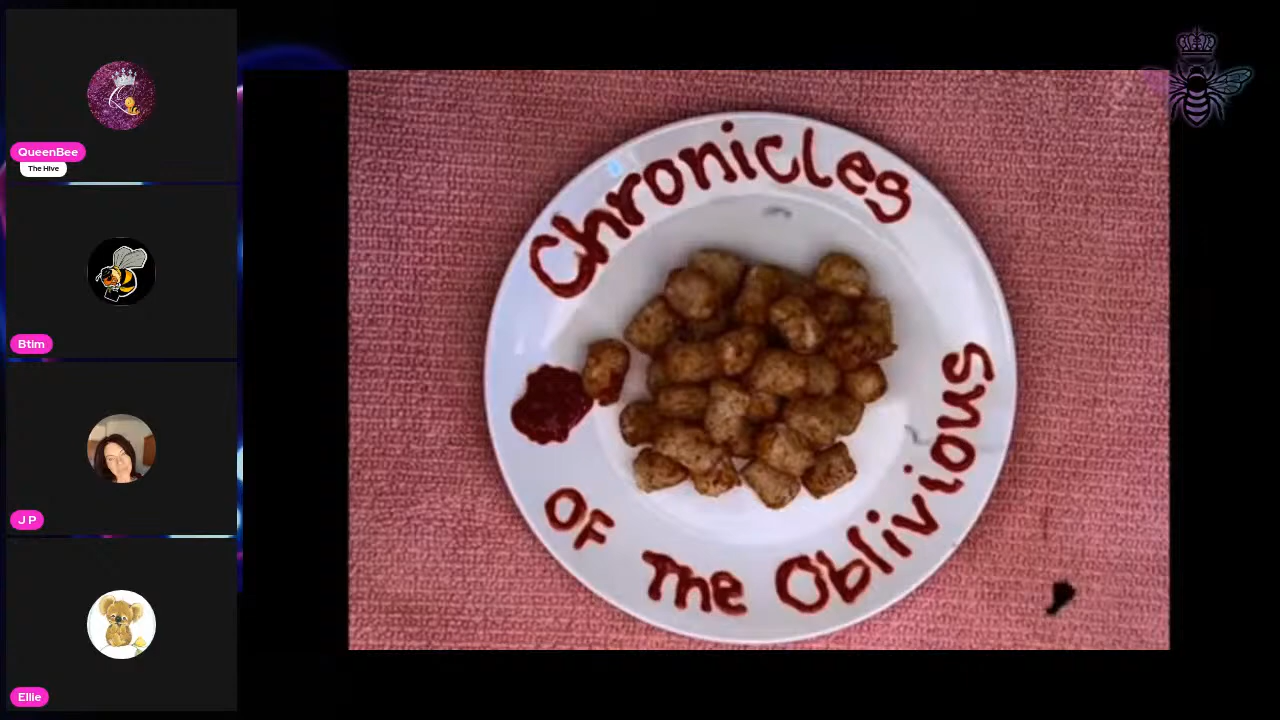 QueenBee
The Hive
Btim
J P
Ellie
Chronicles
OF The Oblivious